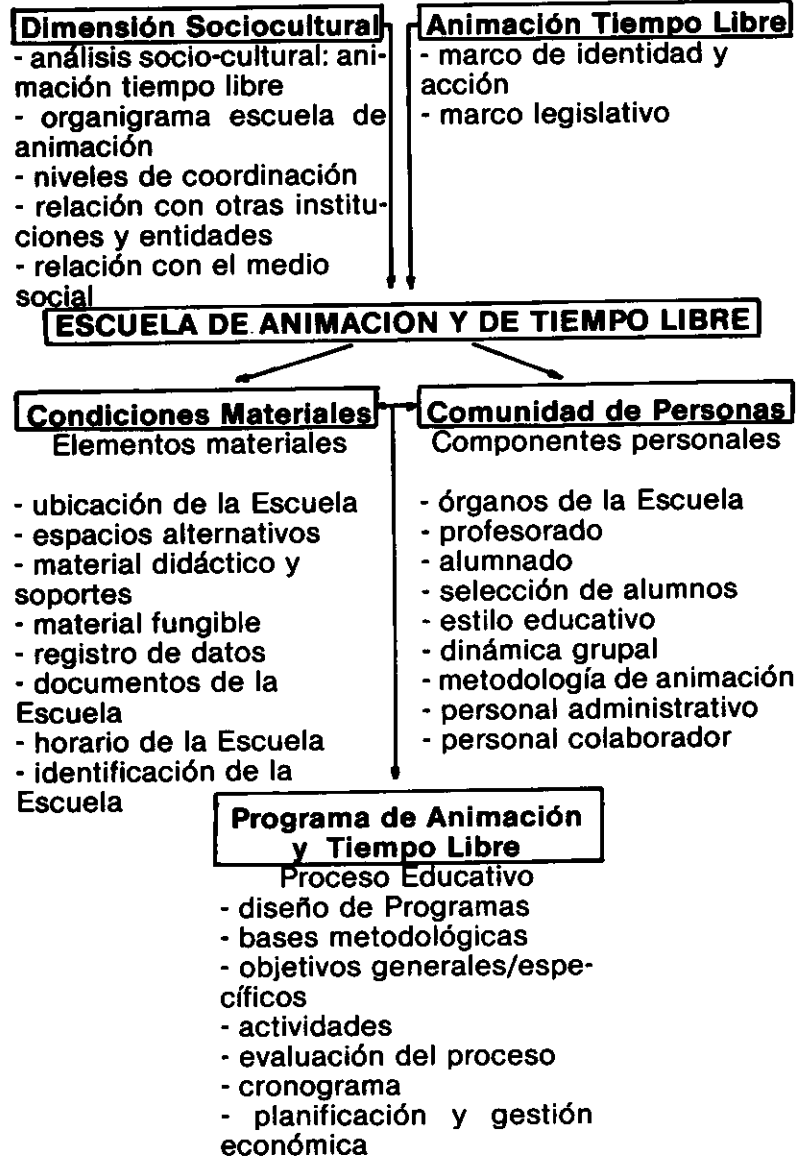 Dimensión Sociocultural
- análisis socio-cultural: ani-
mación tiempo libre
- organigrama escuela de
animación
- niveles de coordinación
- relación con otras institu-
ciones y entidades
- relación con el medio
social
Animación Tiempo Libre
- marco de identidad y
acción
- marco legislativo
ESCUELA DE ANIMACION Y DE TIEMPO LIBRE
Condiciones Materiales
Elementos materiales
- ubicación de la Escuela
- espacios alternativos
- material didáctico y
soportes
- material fungible
- registro de datos
- documentos de la
Escuela
- horario de la Escuela
- identificación de la
Escuela
Comunidad de Personas
Componentes personales
- órganos de la Escuela
- profesorado
- alumnado
- selección de alumnos
- estilo educativo
- dinámica grupal
- metodología de animación
- personal administrativo
- personal colaborador
Programa de Animación
y Tiempo Libre
Proceso Educativo
- diseño de Programas
- bases metodológicas
- objetivos generales/espe-
cíficos
- actividades
- evaluación del proceso
- cronograma
- planificación y gestión
económica